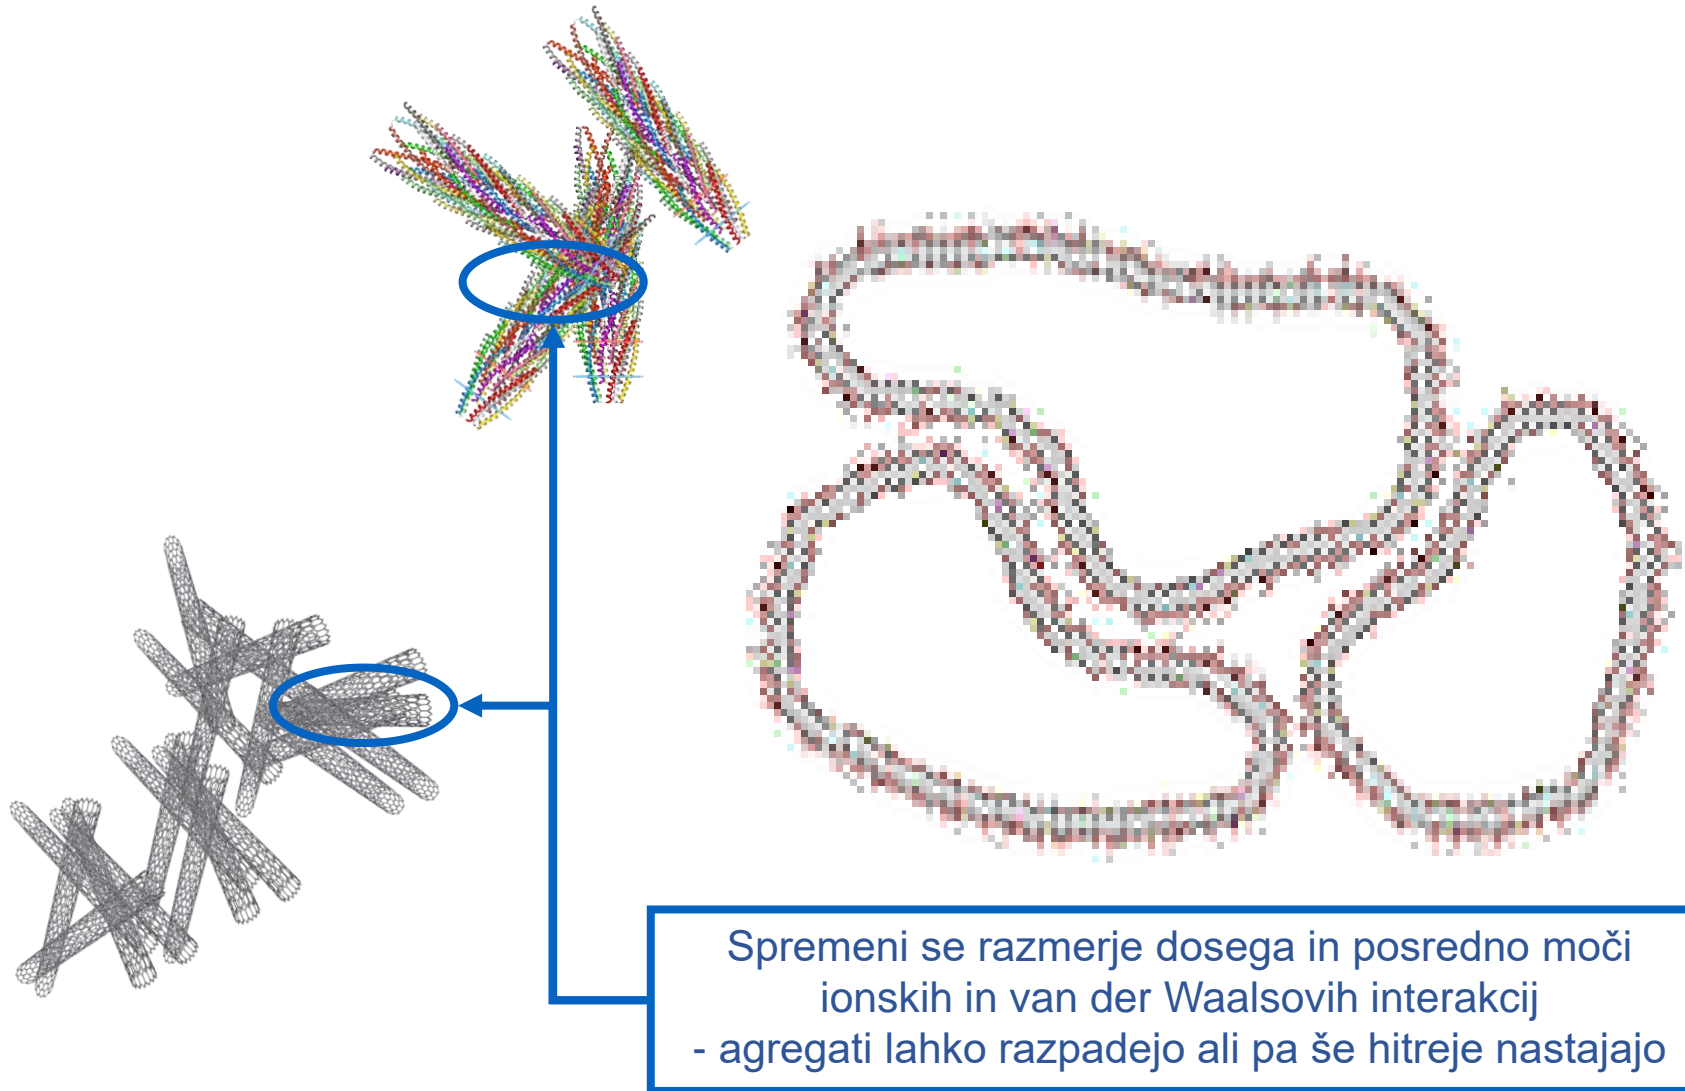 Spremeni se razmerje dosega in posredno moči
ionskih in van der Waalsovih interakcij
- agregati lahko razpadejo ali pa še hitreje nastajajo